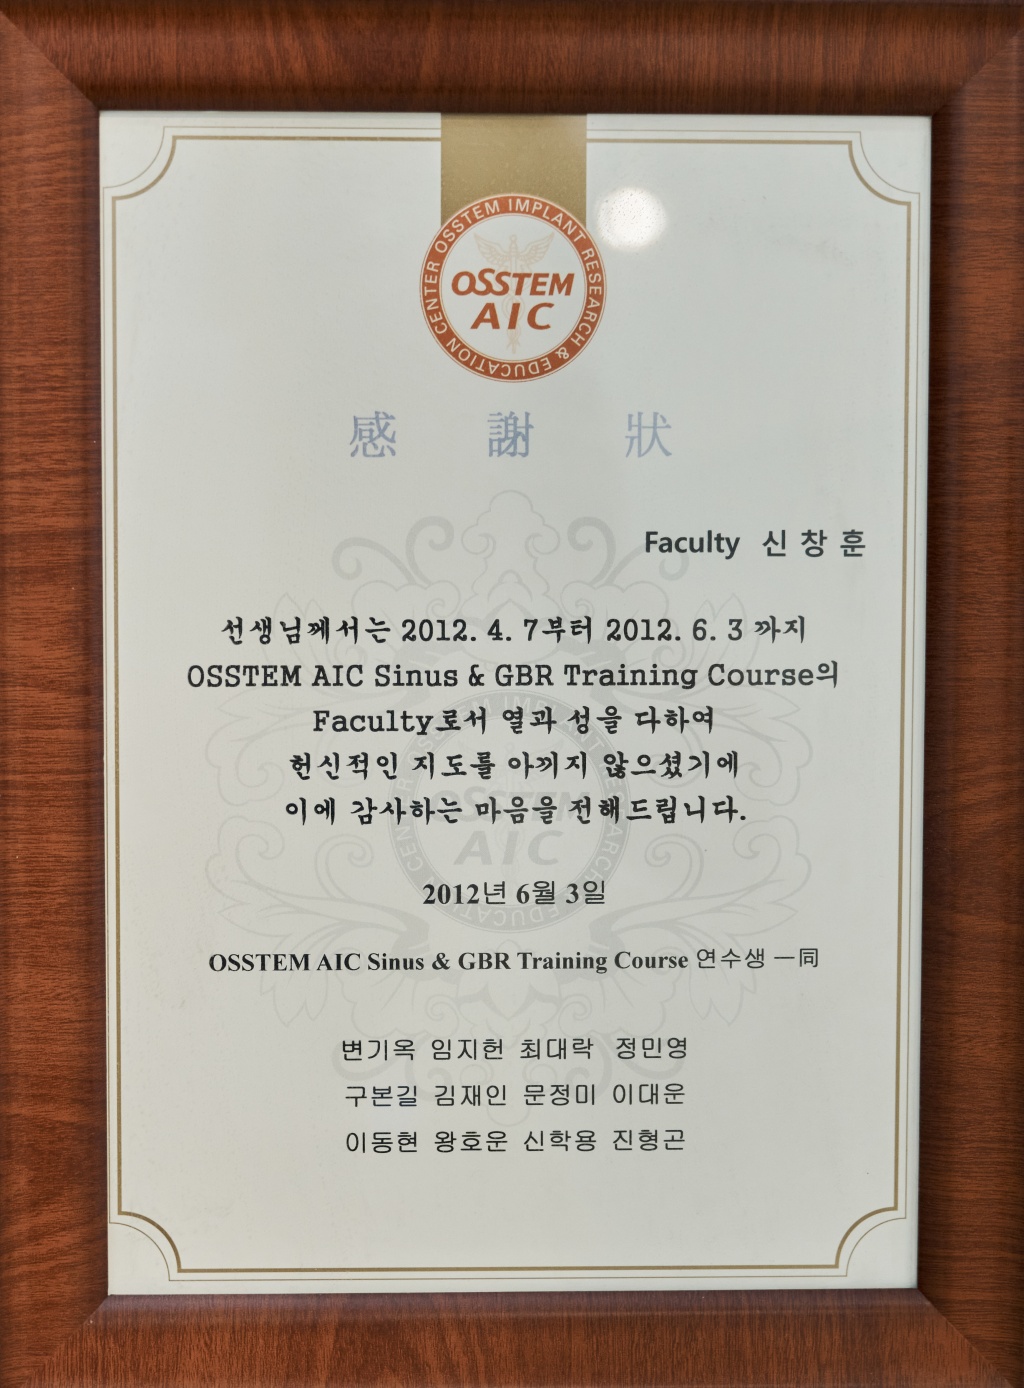 OSSTEM IMPLANT RESEARCH & EDUCATION CENTER
OSSTEM
AIC
感 謝 狀
Faculty 신 창 훈
선생님께서는 2012. 4. 7부터 2012. 6. 3 까지
OSSTEM AIC Sinus & GBR Training Course의
Faculty로서 열과 성을 다하여
헌신적인 지도를 아끼지 않으셨기에
이에 감사하는 마음을 전해드립니다.
2012년 6월 3일
OSSTEM AIC Sinus & GBR Training Course 연수생 一同
변기옥 임지헌 최대락 정민영
구본길 김재인 문정미 이대운
이동현 왕호운 신학용 진형곤